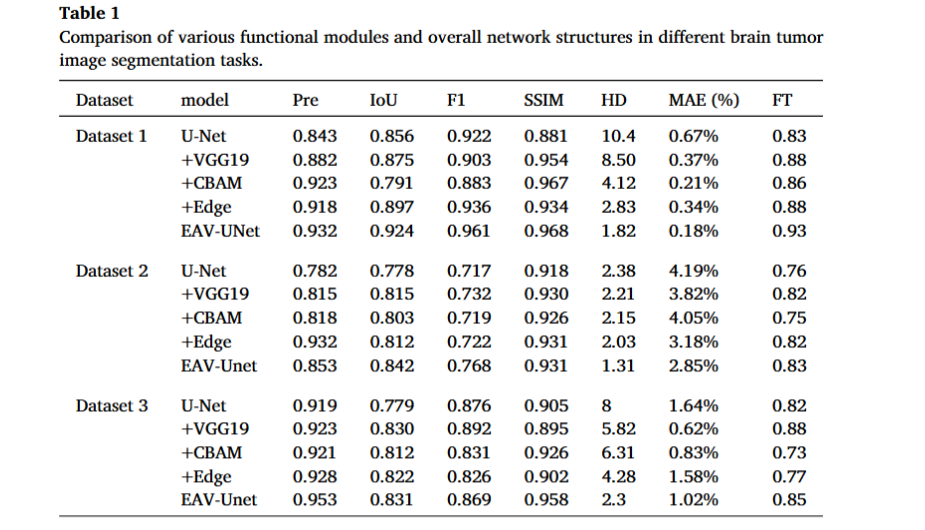 Table 1
Comparison of various functional modules and overall network structures in different brain tumor
image segmentation tasks.
Dataset model Pre IoU F1 SSIM HD MAE (%) FT
Dataset 1 U-Net 0.843 0.856 0.922 0.881 10.4 0.67% 0.83
+VGG19 0.882 0.875 0.903 0.954 8.50 0.37% 0.88
+CBAM 0.923 0.791 0.883 0.967 4.12 0.21% 0.86
+Edge 0.918 0.897 0.936 0.934 2.83 0.34% 0.88
EAV-UNet 0.932 0.924 0.961 0.968 1.82 0.18% 0.93
Dataset 2 U-Net 0.782 0.778 0.717 0.918 2.38 4.19% 0.76
+VGG19 0.815 0.815 0.732 0.930 2.21 3.82% 0.82
+CBAM 0.818 0.803 0.719 0.926 2.15 4.05% 0.75
+Edge 0.932 0.812 0.722 0.931 2.03 3.18% 0.82
EAV-Unet 0.853 0.842 0.768 0.931 1.31 2.85% 0.83
Dataset 3 U-Net 0.919 0.779 0.876 0.905 8 1.64% 0.82
+VGG19 0.923 0.830 0.892 0.895 5.82 0.62% 0.88
+CBAM 0.921 0.812 0.831 0.926 6.31 0.83% 0.73
+Edge 0.928 0.822 0.826 0.902 4.28 1.58% 0.77
EAV-Unet 0.953 0.831 0.869 0.958 2.3 1.02% 0.85